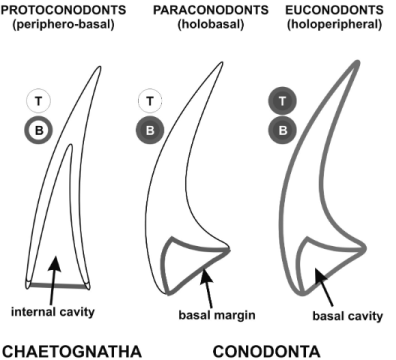 PROTOCONODONTS PARACONODONTS EUCONODONTS
(periphero-basal) (holobasal) (holoperipheral)
T T T
B B B
internal cavity
basal margin basal cavity
CHAETOGNATHA CONODONTA